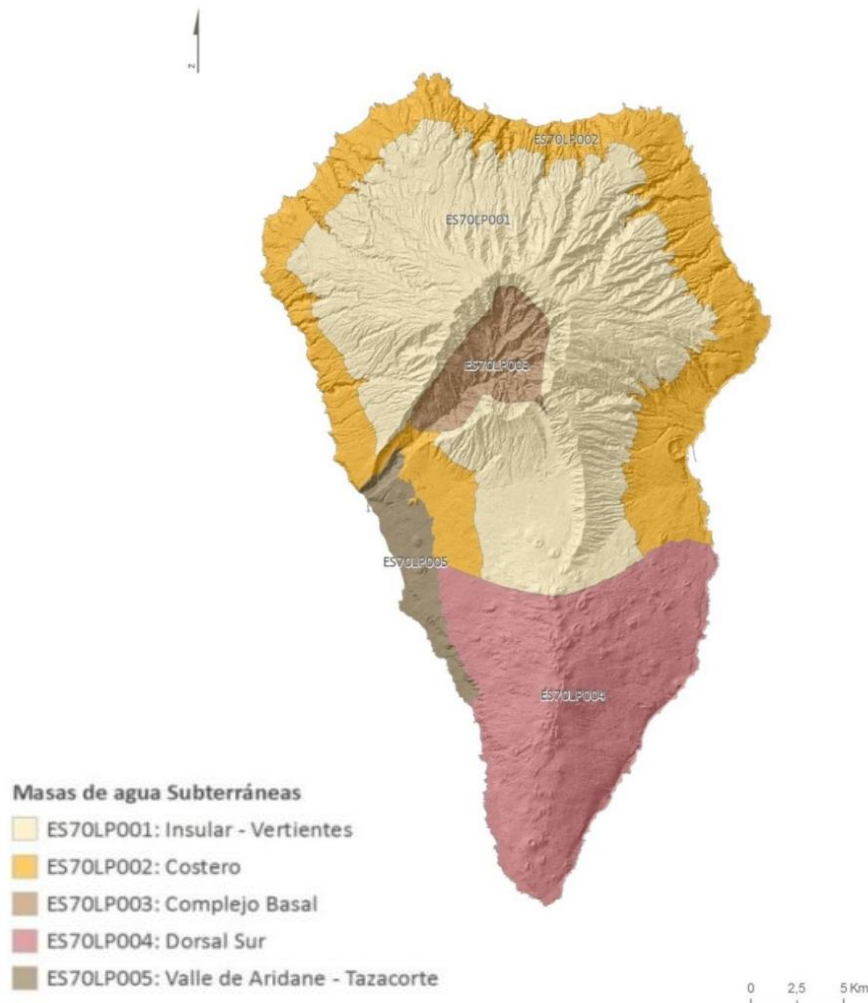 N
ES70LP002
ES70LP001
ES70LP003
ES70LP005
ES70LP004
Masas de agua Subterráneas
ES70LP001: Insular - Vertientes
ES70LP002: Costero
ES70LP003: Complejo Basal
ES70LP004: Dorsal Sur
ES70LP005: Valle de Aridane - Tazacorte
0 2,5 5 Km